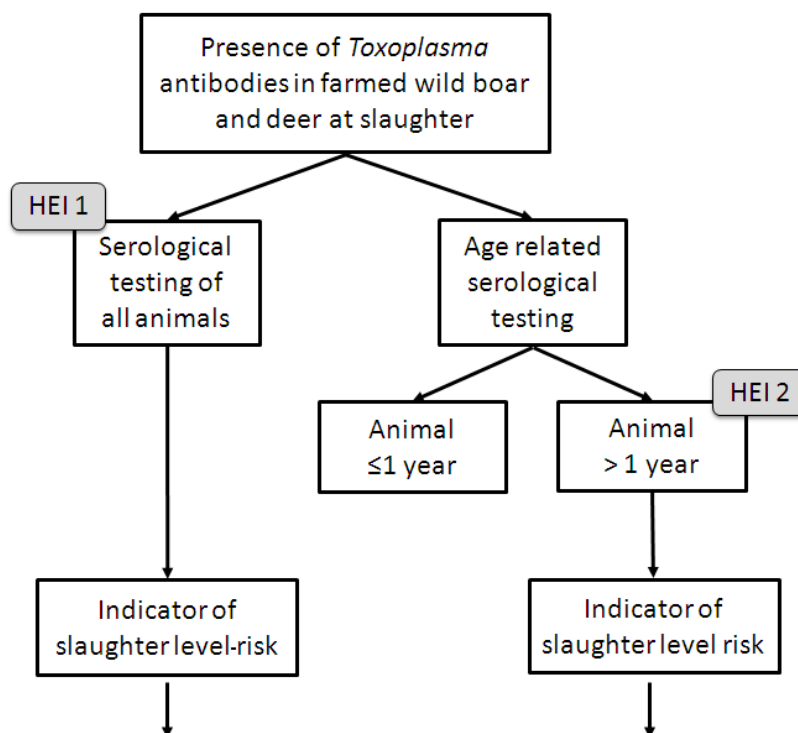 Presence of Toxoplasma
antibodies in farmed wild boar
and deer at slaughter
HEI 1
Serological
testing of
all animals
Age related
serological
testing
HEI 2
Animal
≤1 year
Animal
> 1 year
Indicator of
slaughter level-risk
Indicator of
slaughter level risk